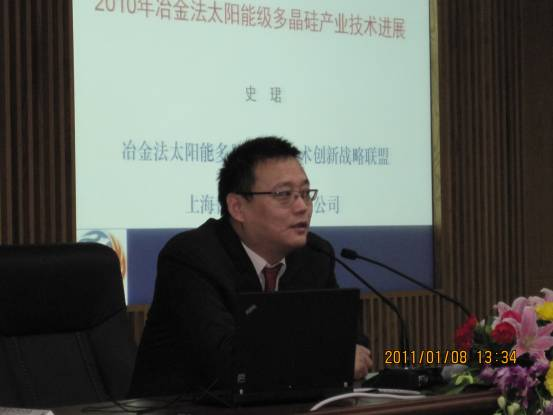 2010年冶金法太阳能级多晶硅产业技术进展
史 珺
冶金法太阳能多
术创新战略联盟
上海
公司
2011/01/08 13:34